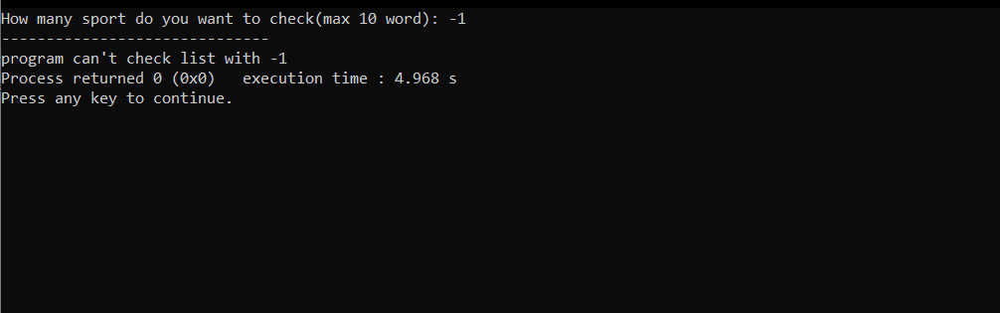 How many sport do you want to check(max 10 word): -1
------------------------------
program can't check list with -1
Process returned 0 (0x0)   execution time : 4.968 s
Press any key to continue.